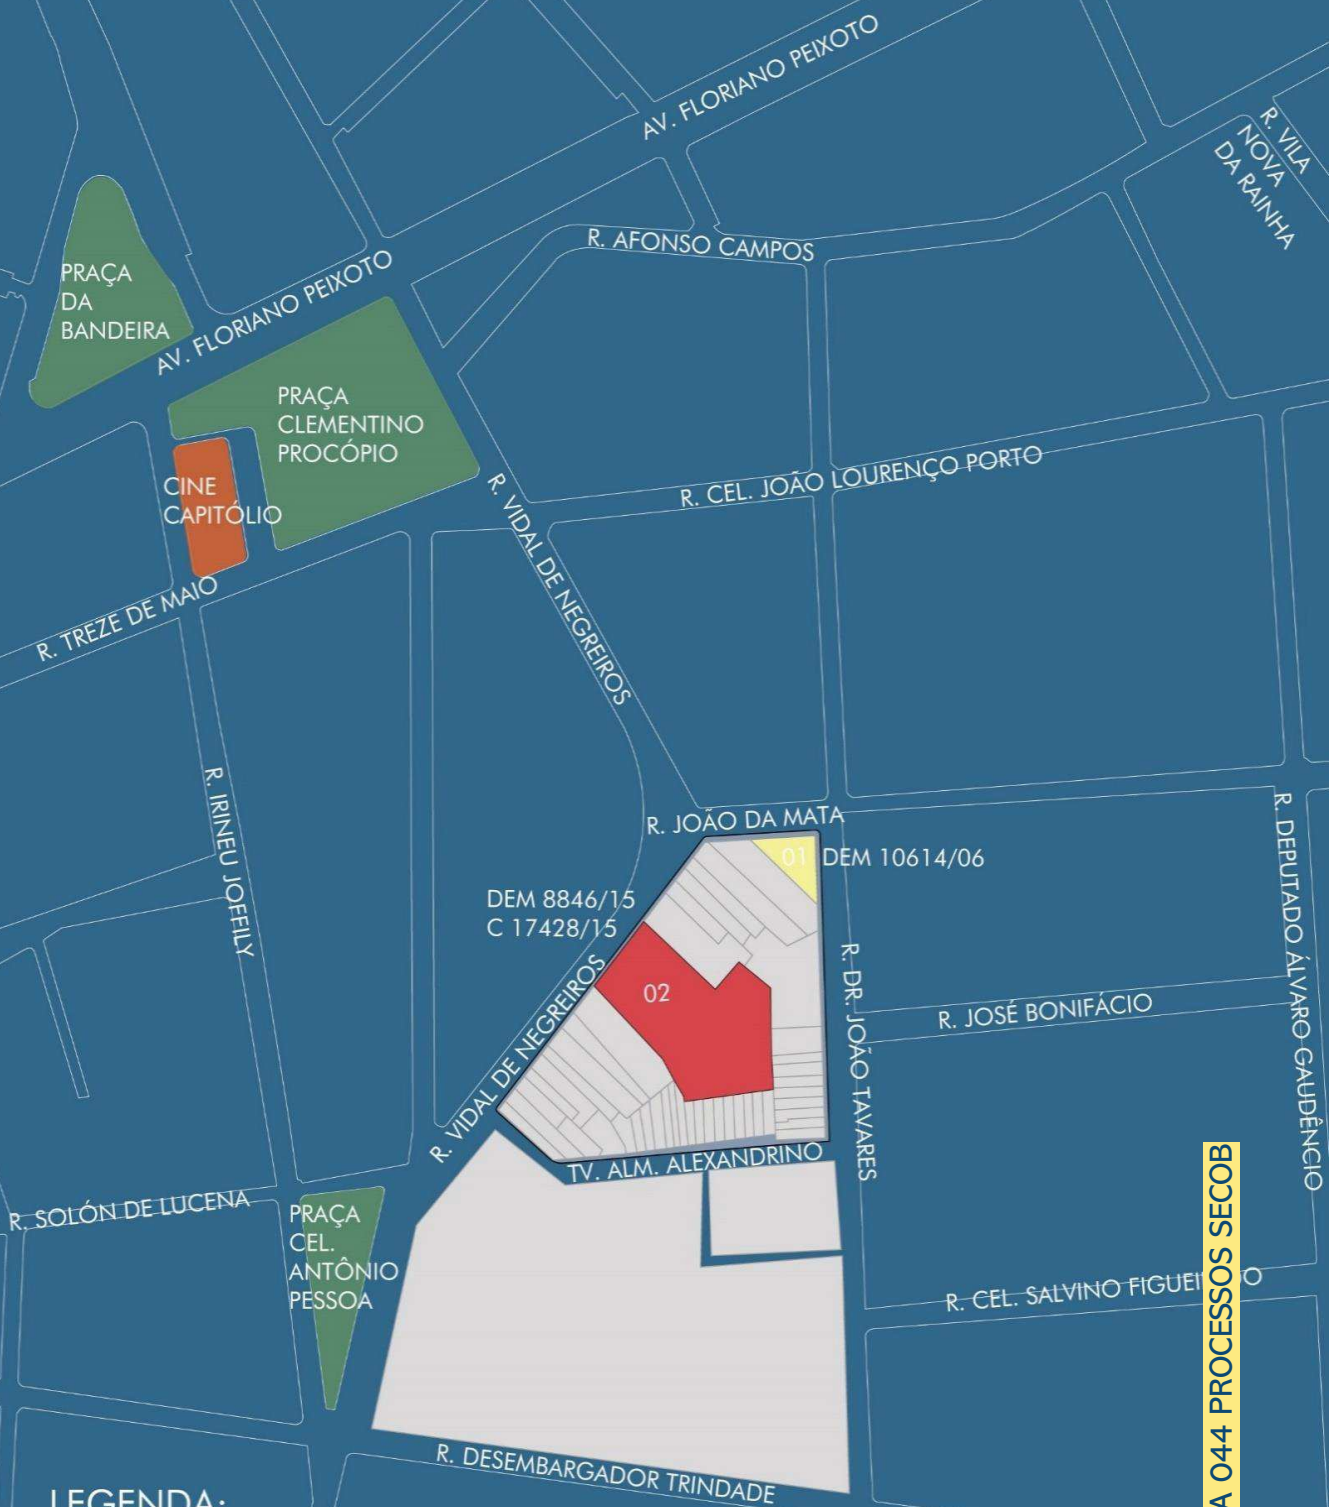 AV. FLORIANO PEIXOTO
R. VILA
NOVA
DA RAINHA
R. AFONSO CAMPOS
PRAÇA
DA
BANDEIRA
AV. FLORIANO PEIXOTO
PRAÇA
CLEMENTINO
PROCÓPIO
CINE
CAPITÓLIO
R. CEL. JOÃO LOURENÇO PORTO
R. VIDAL DE NEGREIROS
R. TREZE DE MAIO
R. IRINEU JOFFILY
R. JOÃO DA MATA
01
DEM 10614/06
R. DEPUTADO ÁLVARO GAUDÊNCIO
DEM 8846/15
C 17428/15
02
R. VIDAL DE NEGREIROS
R. DR. JOÃO TAVARES
R. JOSÉ BONIFÁCIO
TV. ALM. ALEXANDRINO
R. SOLÓN DE LUCENA
PRAÇA
CEL.
ANTÔNIO
PESSOA
R. CEL. SALVINO
A 044 PROCESSOS SECOB
R. DESEMBARGADOR TRINDADE
LEGENDA: